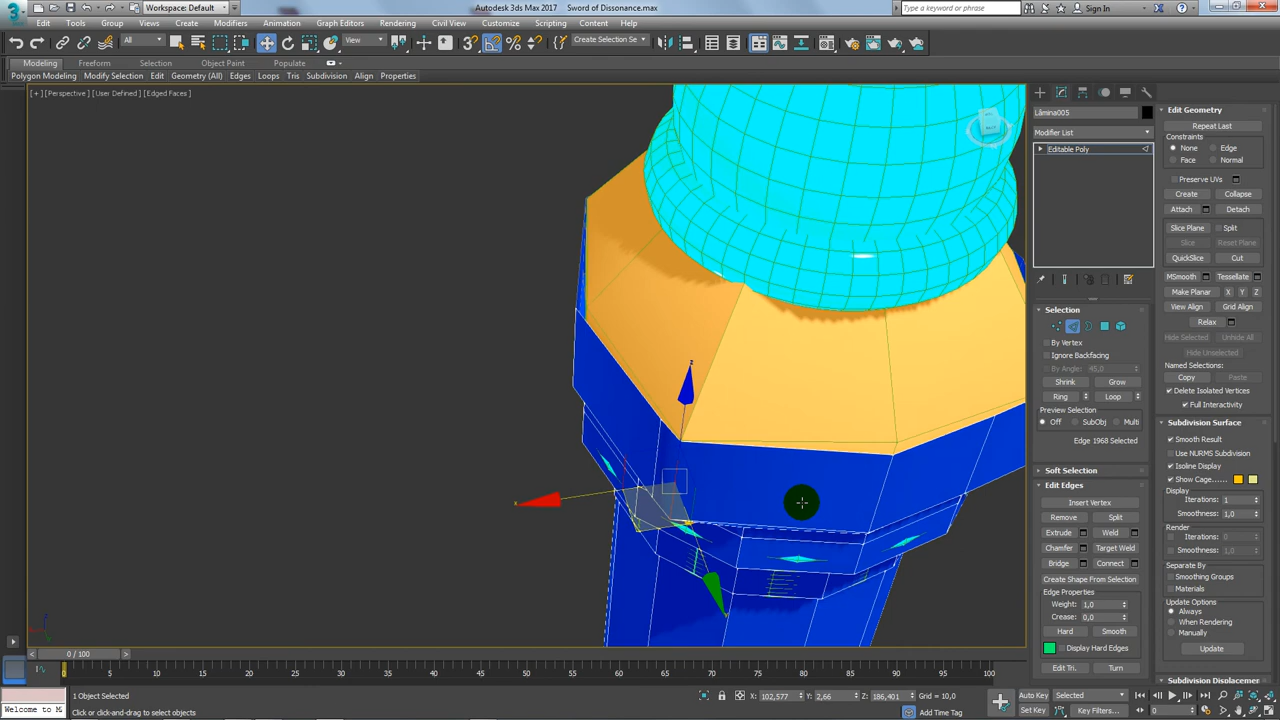 Workspace: Default
Autodesk 3ds Max 2017
Sword of Dissonance.max
Type a keyword or phrase
Sign In
Edit
Tools
Group
Views
Create
Modifiers
Animation
Graph Editors
Rendering
Civil View
Customize
Scripting
Content
Help
All
View
Create Selection Se
Modeling
Freeform
Selection
Object Paint
Populate
Polygon Modeling
Modify Selection
Edit
Geometry (All)
Edges
Loops
Tris
Subdivision
Align
Properties
[+] [Perspective] [User Defined] [Edged Faces]
Lâmina005
Modifier List
Editable Poly
Selection
By Vertex
Ignore Backfacing
By Angle: 45,0
Shrink
Grow
Ring
Loop
Preview Selection
Off
SubObj
Multi
Edge 1968 Selected
Soft Selection
Edit Edges
Insert Vertex
Remove
Split
Extrude
Weld
Chamfer
Target Weld
Bridge
Connect
Create Shape From Selection
Edge Properties
Weight: 1,0
Crease: 0,0
Hard
Smooth
Display Hard Edges
Edit Tri.
Turn
Edit Geometry
Repeat Last
Constraints
None
Edge
Face
Normal
Preserve UVs
Create
Collapse
Attach
Detach
Slice Plane
Split
Slice
Reset Plane
QuickSlice
Cut
MSmooth
Tessellate
Make Planar
X
Y
Z
View Align
Grid Align
Relax
Hide Selected
Unhide All
Hide Unselected
Named Selections:
Copy
Paste
Delete Isolated Vertices
Full Interactivity
Subdivision Surface
Smooth Result
Use NURMS Subdivision
Isoline Display
Show Cage......
Display
Iterations: 1
Smoothness: 1,0
Render
Iterations: 0
Smoothness: 1,0
Separate By
Smoothing Groups
Materials
Update Options
Always
When Rendering
Manually
Update
Subdivision Displacemer
0 / 100
0
5
10
15
20
25
30
35
40
45
50
55
60
65
70
75
80
85
90
95
100
1 Object Selected
X: 102,577
Y: 2,66
Z: 186,401
Grid = 10,0
Auto Key
Selected
Welcome to M
Click or click-and-drag to select objects
Add Time Tag
Set Key
Key Filters...
0